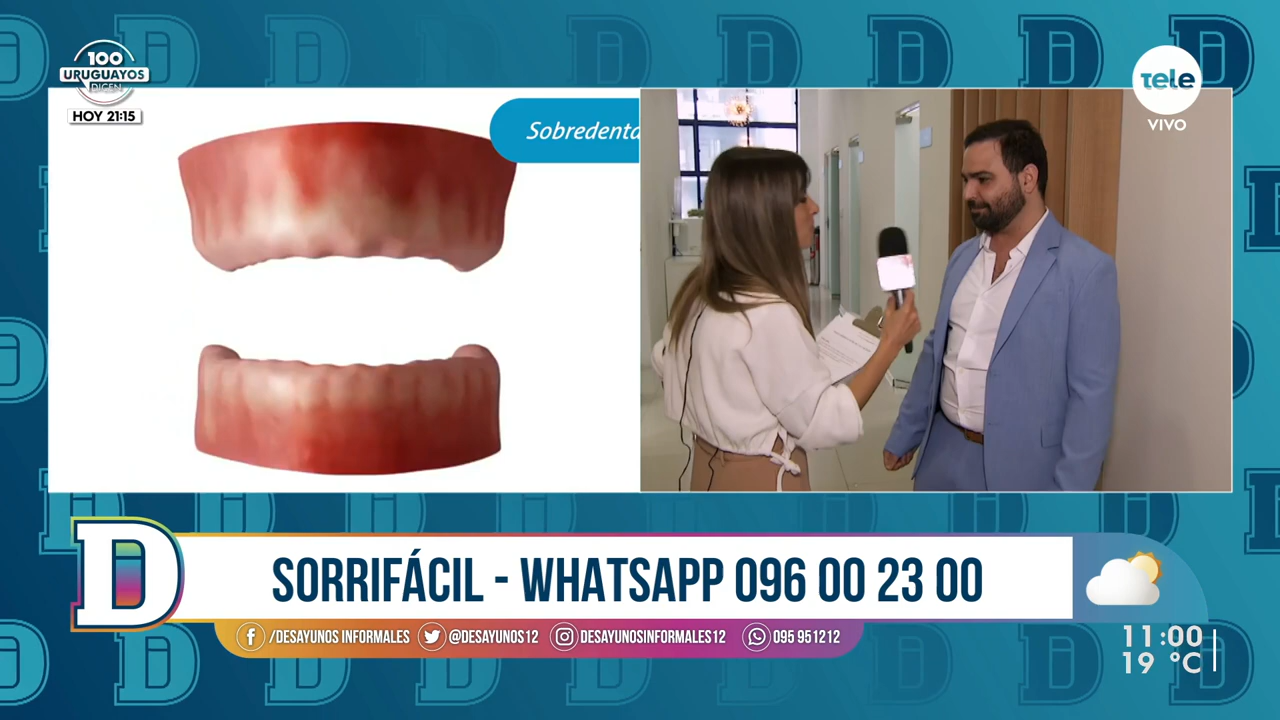 100
URUGUAYOS
DICEN
HOY 21:15
tele
VIVO
SORRIFÁCIL - WHATSAPP 096 00 23 00
/DESAYUNOS INFORMALES @DESAYUNOS12 DESAYUNOSINFORMALES12 095 951212
11:00
19 °C